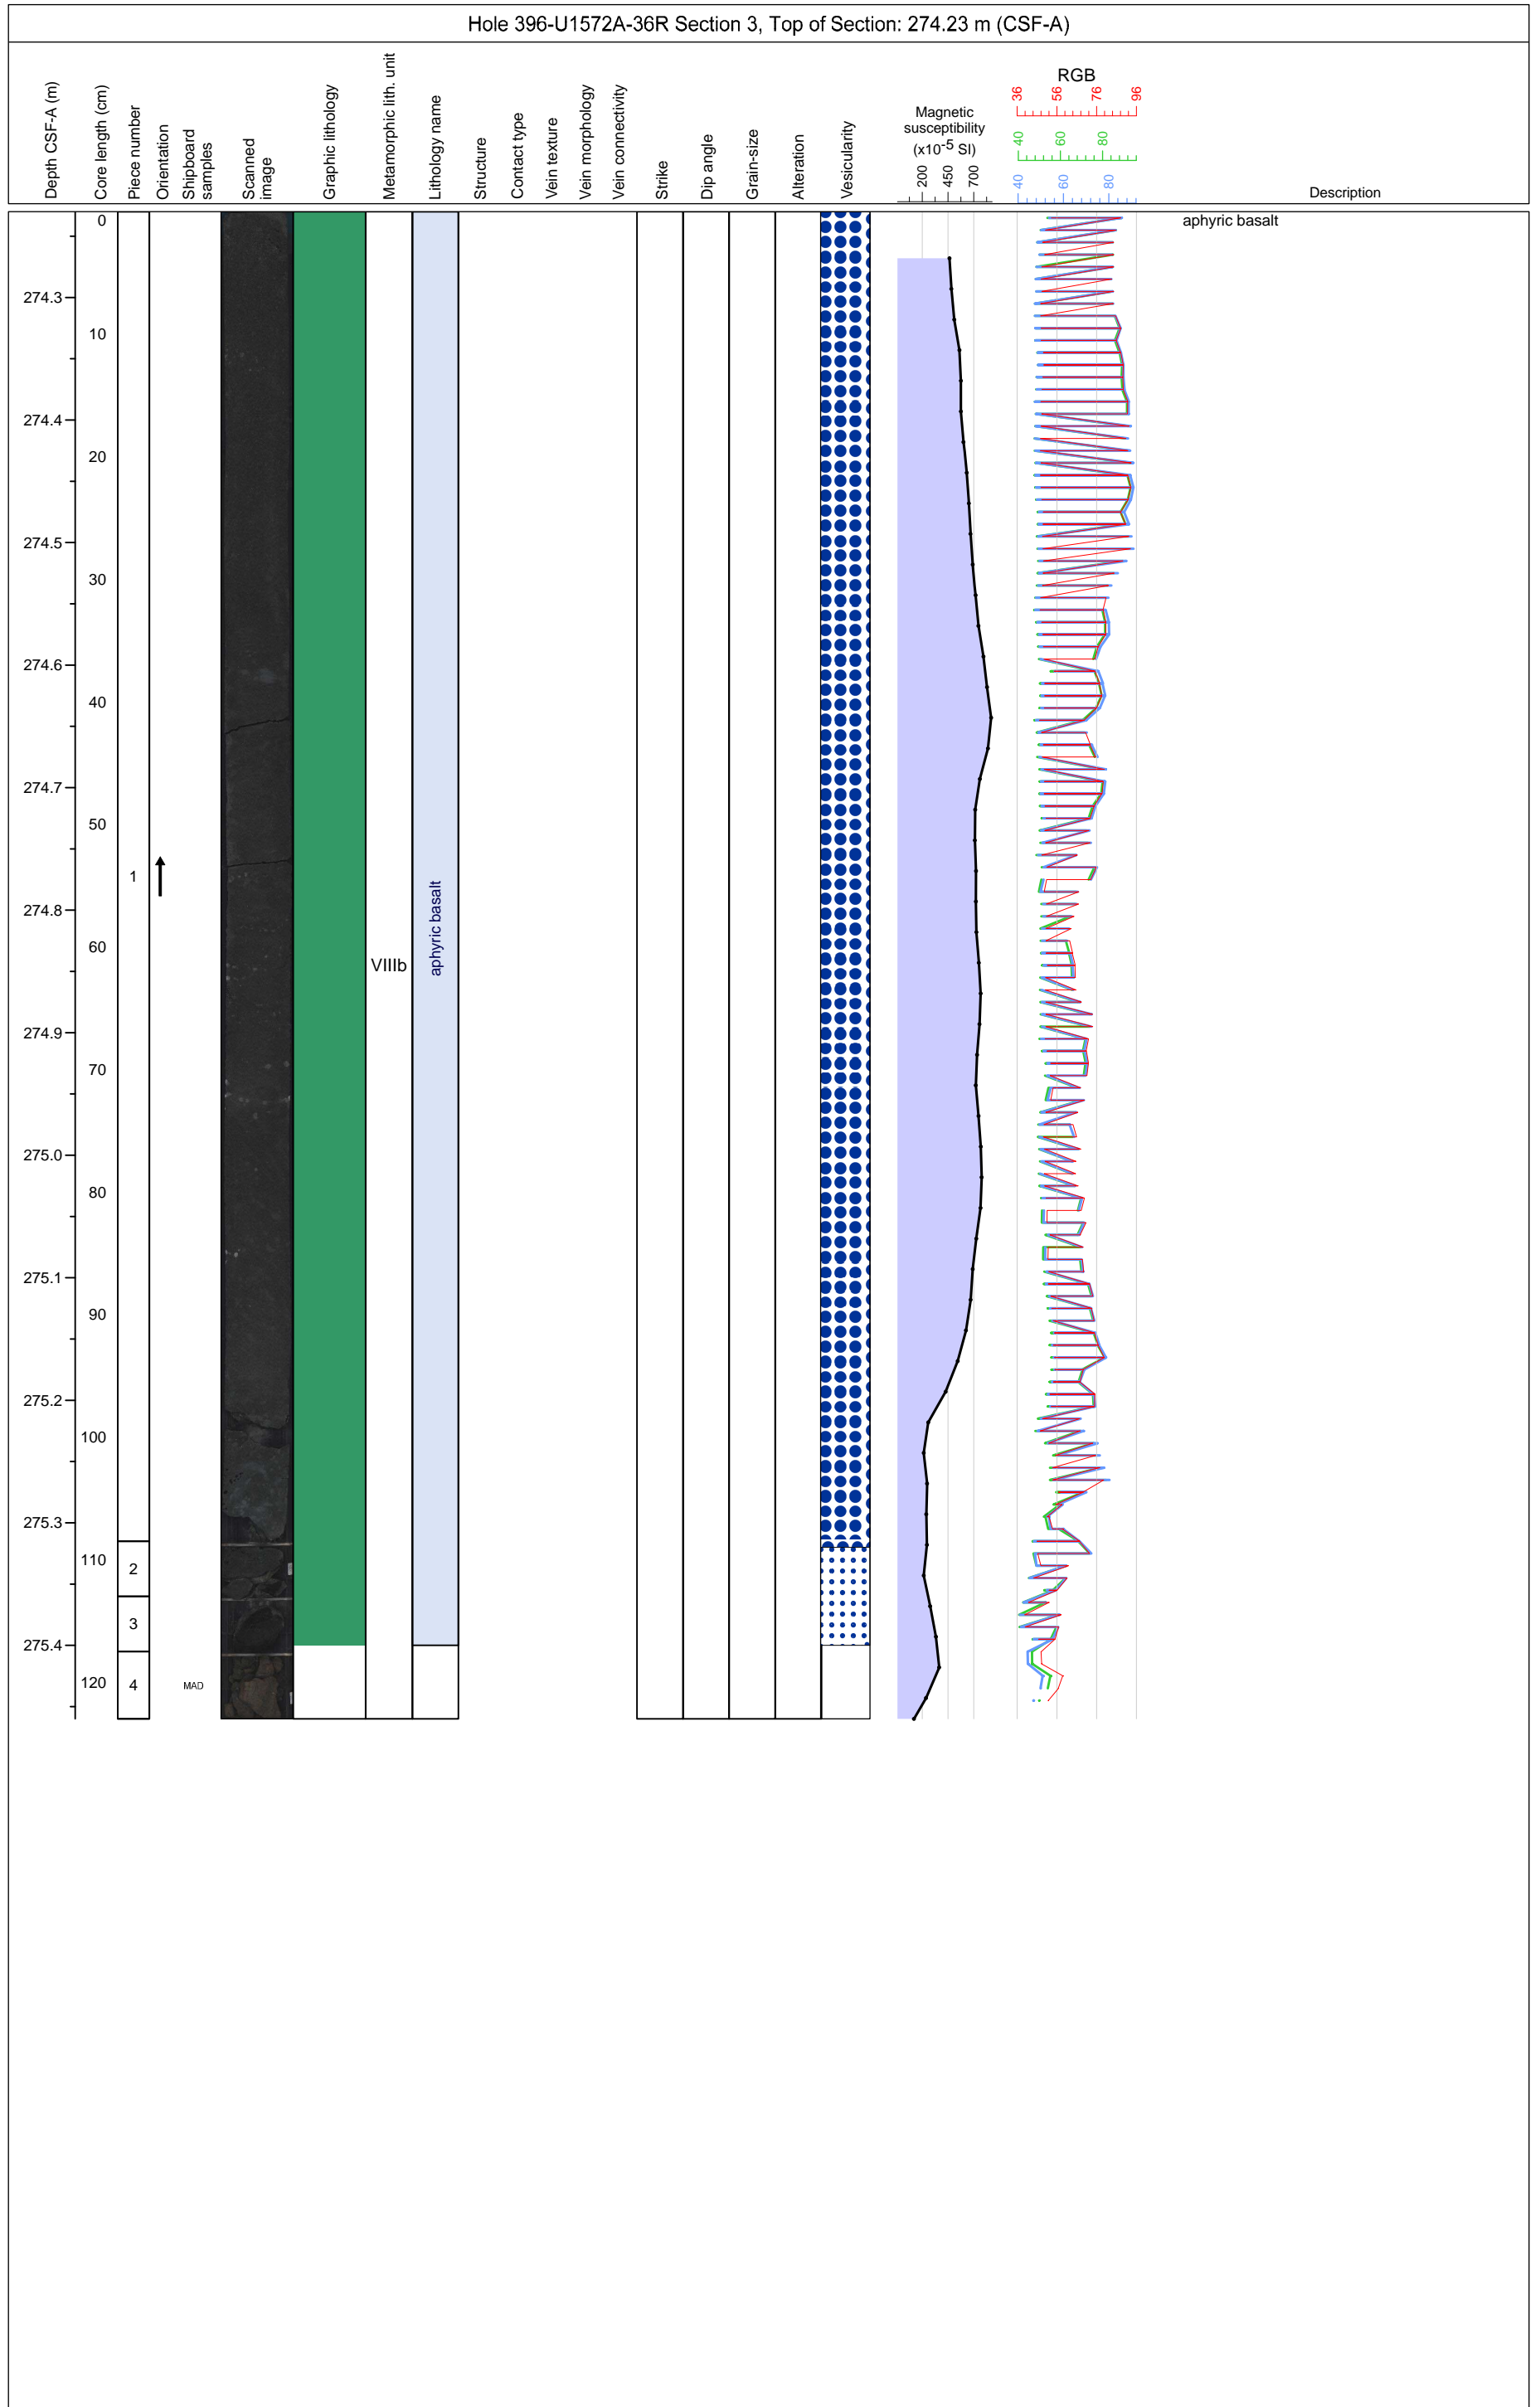 Hole 396-U1572A-36R Section 3, Top of Section: 274.23 m (CSF-A)
Depth CSF-A (m)
Core length (cm)
Piece number
Orientation
Shipboard
samples
Scanned
image
Graphic lithology
Metamorphic lith. unit
Lithology name
Structure
Contact type
Vein texture
Vein morphology
Vein connectivity
Strike
Dip angle
Grain-size
Alteration
Vesicularity
Magnetic
susceptibility
(x10-5 SI)
200 450 700
RGB
36 56 76 96
40 60 80
40 60 80
Description
0
aphyric basalt
274.3
10
274.4
20
274.5
30
274.6
40
274.7
50
1
274.8
aphyric basalt
60
VIIIb
274.9
70
275.0
80
275.1
90
275.2
100
275.3
110
2
3
275.4
120
4
MAD